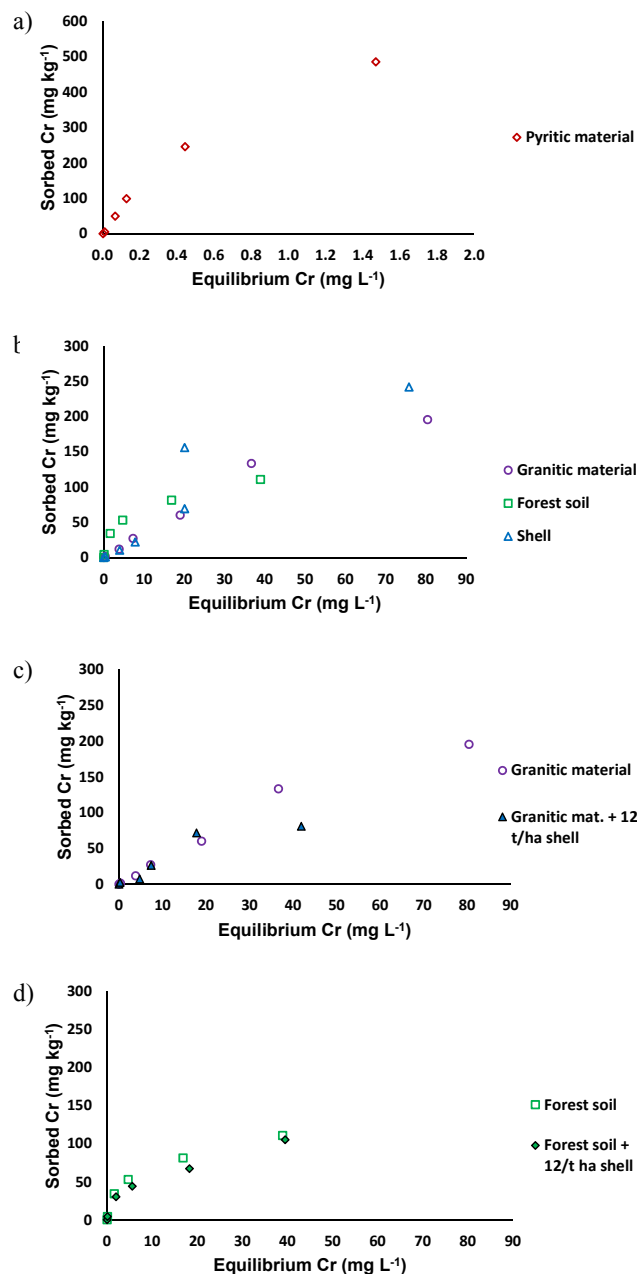 a)
600
500
400
300
200
100
0
Sorbed Cr (mg kg-1)
0.0 0.2 0.4 0.6 0.8 1.0 1.2 1.4 1.6 1.8 2.0
Equilibrium Cr (mg L-1)
Pyritic material
300
250
200
150
100
50
0
Sorbed Cr (mg kg-1)
0 10 20 30 40 50 60 70 80 90
Equilibrium Cr (mg L-1)
Granitic material
Forest soil
Shell
c)
300
250
200
150
100
50
0
Sorbed Cr (mg kg-1)
0 10 20 30 40 50 60 70 80 90
Equilibrium Cr (mg L-1)
Granitic material
Granitic mat. + 12
t/ha shell
d)
300
250
200
150
100
50
0
Sorbed Cr (mg kg-1)
0 10 20 30 40 50 60 70 80 90
Equilibrium Cr (mg L-1)
Forest soil
Forest soil +
12/t ha shell